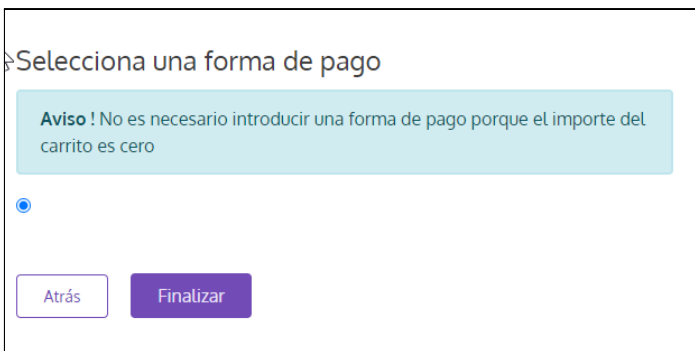 Selecciona una forma de pago
Aviso ! No es necesario introducir una forma de pago porque el importe del
carrito es cero
Atrás
Finalizar